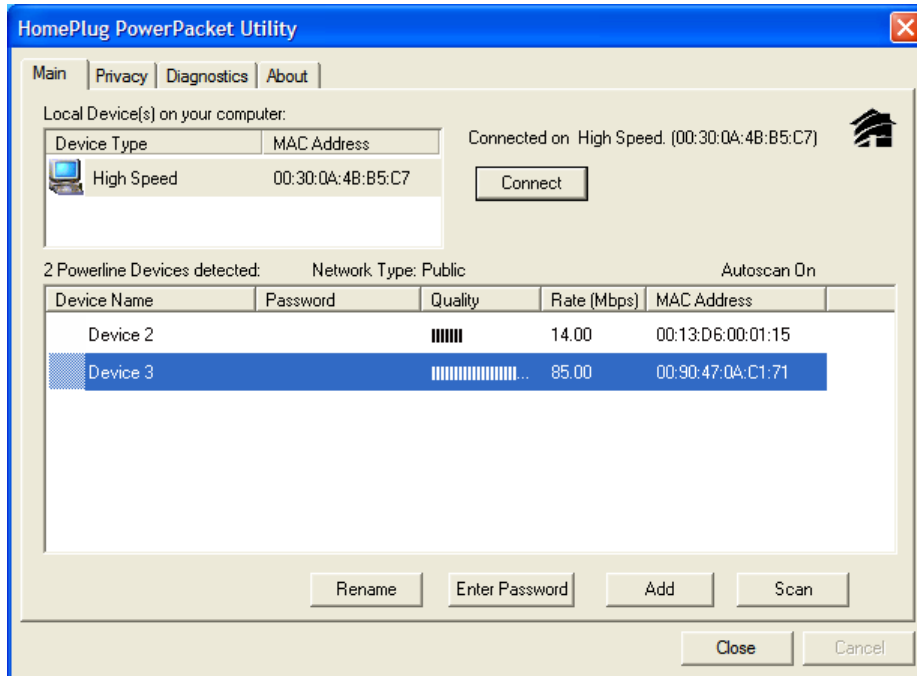 HomePlug PowerPacket Utility
Main Privacy Diagnostics About
Local Device(s) on your computer:
Device Type MAC Address
High Speed 00:30:0A:4B:B5:C7
Connected on High Speed. (00:30:0A:4B:B5:C7)
Connect
2 Powerline Devices detected: Network Type: Public Autoscan On
Device Name Password Quality Rate (Mbps) MAC Address
Device 2 14.00 00:13:D6:00:01:15
Device 3 ... 85.00 00:90:47:0A:C1:71
Rename Enter Password Add Scan
Close Cancel